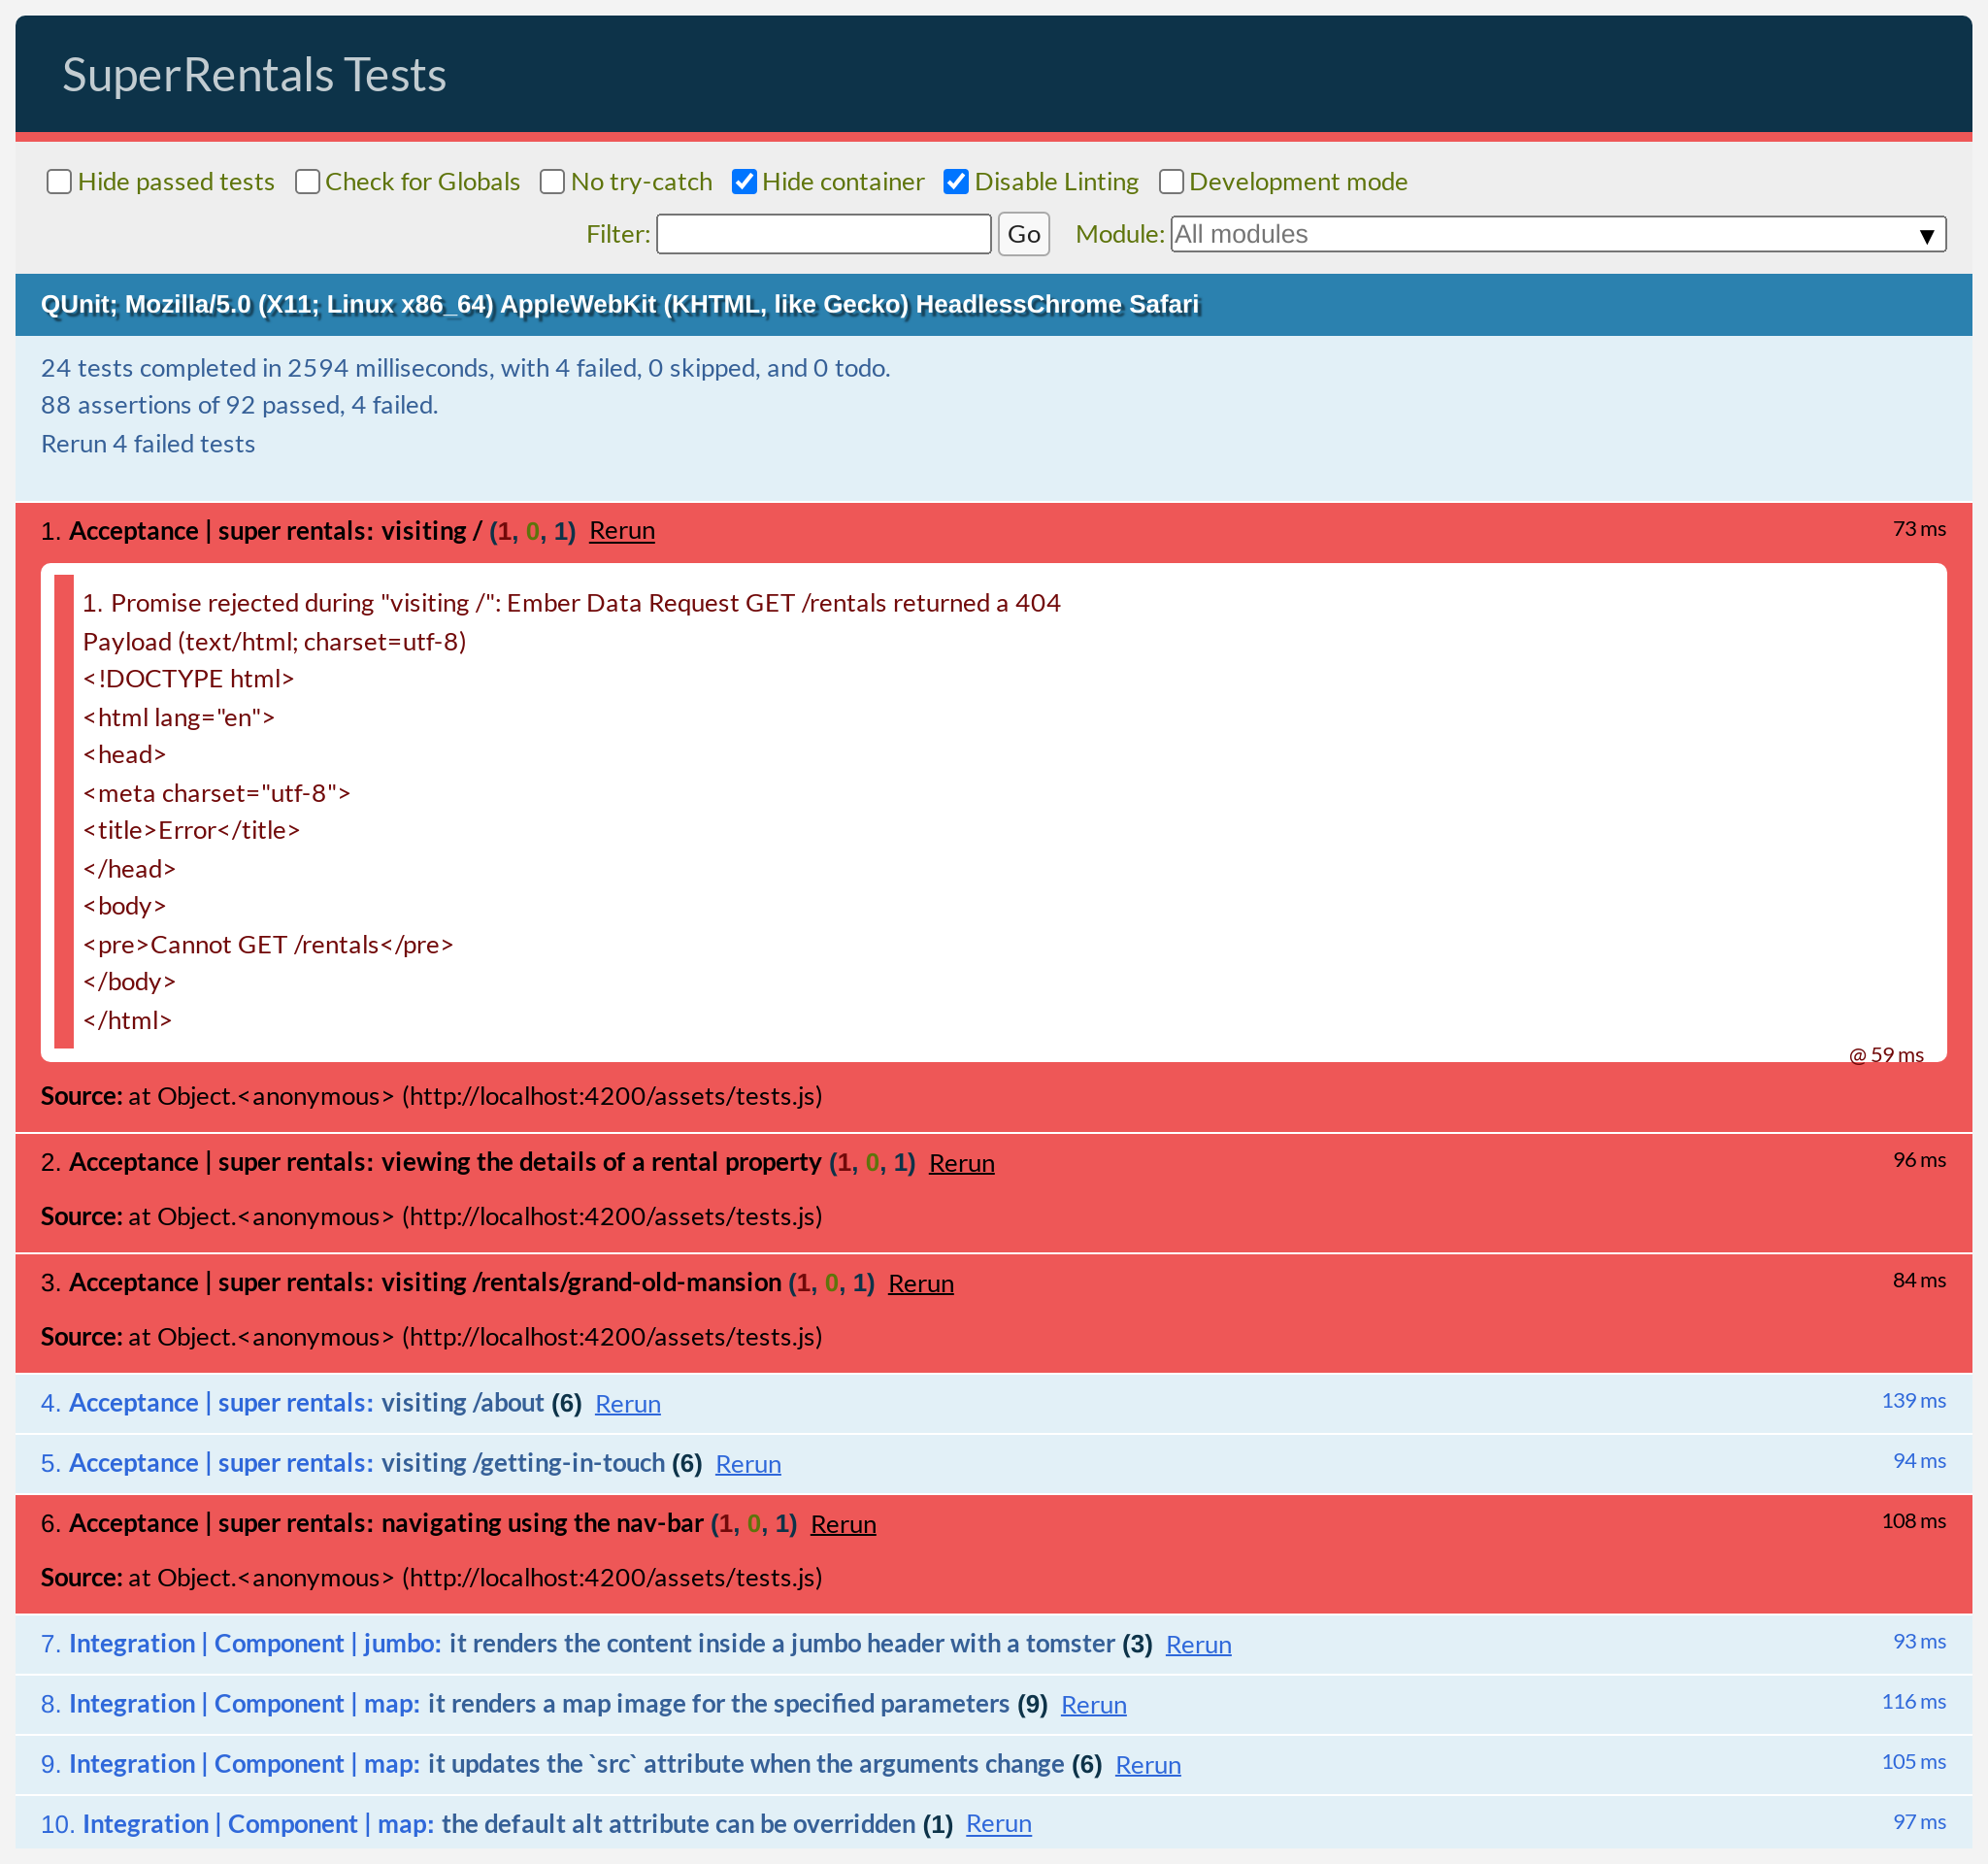 SuperRentals Tests
Hide passed tests Check for Globals No try-catch Hide container Disable Linting Development mode
Filter: Go Module: All modules ▼
QUnit; Mozilla/5.0 (X11; Linux x86_64) AppleWebKit (KHTML, like Gecko) HeadlessChrome Safari
24 tests completed in 2594 milliseconds, with 4 failed, 0 skipped, and 0 todo.
88 assertions of 92 passed, 4 failed.
Rerun 4 failed tests
1. Acceptance | super rentals: visiting / (1, 0, 1) Rerun 73 ms
1. Promise rejected during "visiting /": Ember Data Request GET /rentals returned a 404
Payload (text/html; charset=utf-8)
<!DOCTYPE html>
<html lang="en">
<head>
<meta charset="utf-8">
<title>Error</title>
</head>
<body>
<pre>Cannot GET /rentals</pre>
</body>
</html>
@ 59 ms
Source: at Object.<anonymous> (http://localhost:4200/assets/tests.js)
2. Acceptance | super rentals: viewing the details of a rental property (1, 0, 1) Rerun 96 ms
Source: at Object.<anonymous> (http://localhost:4200/assets/tests.js)
3. Acceptance | super rentals: visiting /rentals/grand-old-mansion (1, 0, 1) Rerun 84 ms
Source: at Object.<anonymous> (http://localhost:4200/assets/tests.js)
4. Acceptance | super rentals: visiting /about (6) Rerun 139 ms
5. Acceptance | super rentals: visiting /getting-in-touch (6) Rerun 94 ms
6. Acceptance | super rentals: navigating using the nav-bar (1, 0, 1) Rerun 108 ms
Source: at Object.<anonymous> (http://localhost:4200/assets/tests.js)
7. Integration | Component | jumbo: it renders the content inside a jumbo header with a tomster (3) Rerun 93 ms
8. Integration | Component | map: it renders a map image for the specified parameters (9) Rerun 116 ms
9. Integration | Component | map: it updates the `src` attribute when the arguments change (6) Rerun 105 ms
10. Integration | Component | map: the default alt attribute can be overridden (1) Rerun 97 ms